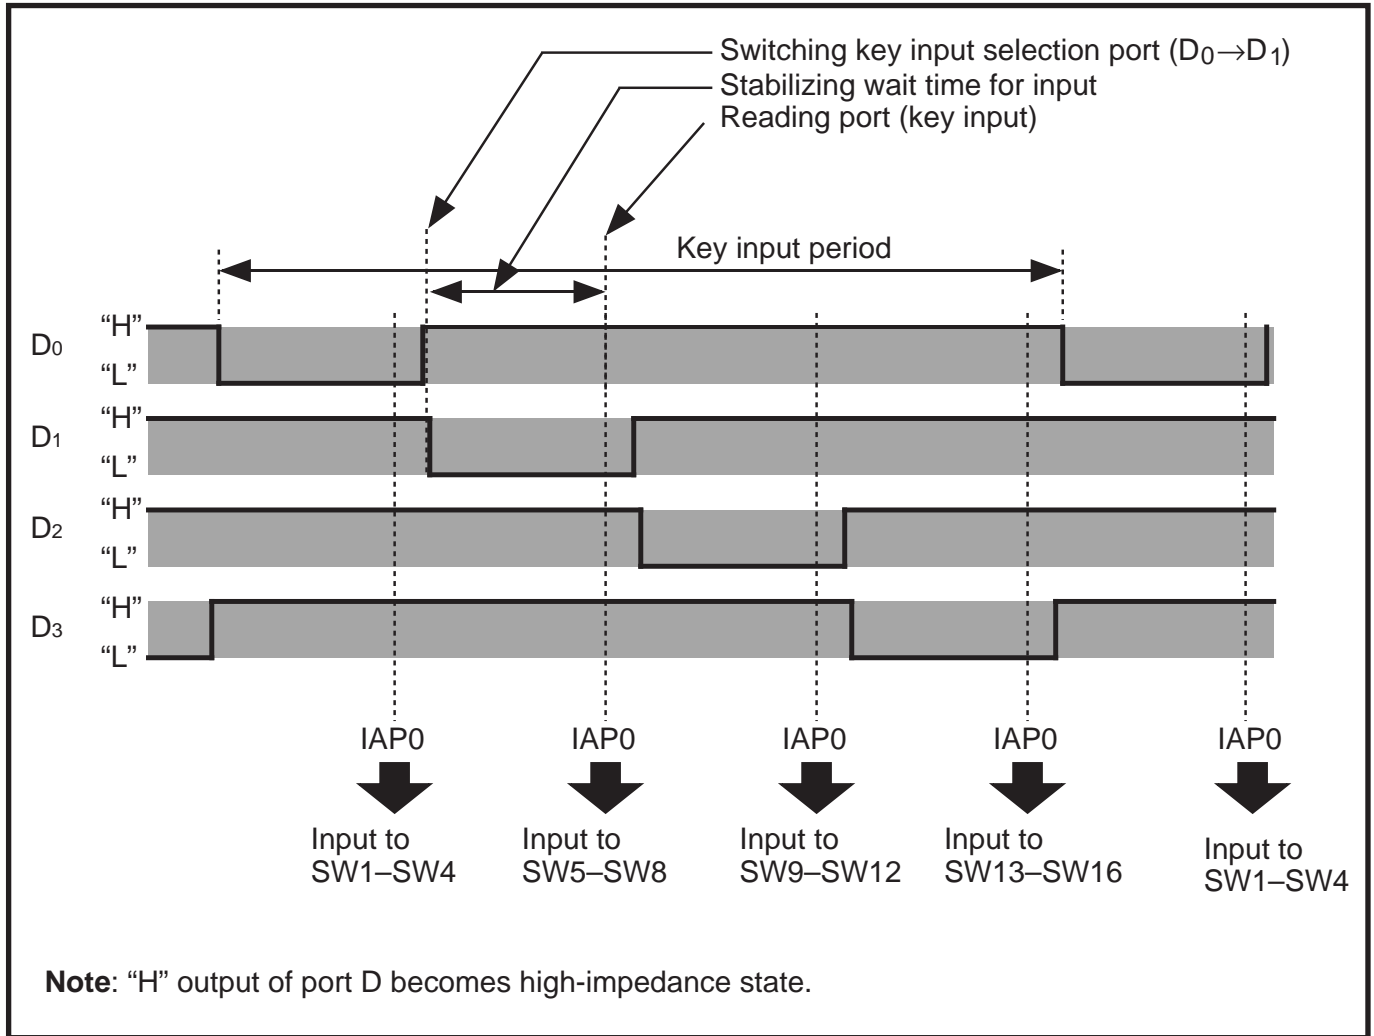 Switching key input selection port (D0→D1)
Stabilizing wait time for input
Reading port (key input)
Key input period
D0 “H”
“L”
D1 “H”
“L”
D2 “H”
“L”
D3 “H”
“L”
IAP0 IAP0 IAP0 IAP0 IAP0
Input to
SW1–SW4
Input to
SW5–SW8
Input to
SW9–SW12
Input to
SW13–SW16
Input to
SW1–SW4
Note: “H” output of port D becomes high-impedance state.